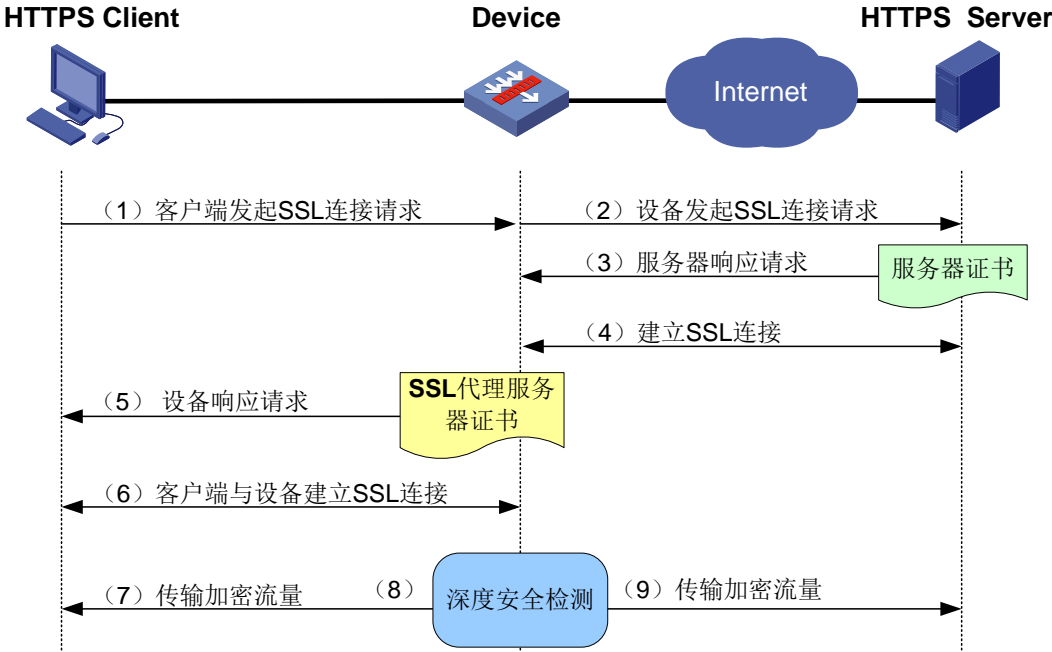 HTTPS Client
Device
HTTPS Server
Internet
（1）客户端发起SSL连接请求
（2）设备发起SSL连接请求
（3）服务器响应请求
服务器证书
（4）建立SSL连接
（5） 设备响应请求
SSL代理服务
器证书
（6）客户端与设备建立SSL连接
（7）传输加密流量
（8）
深度安全检测
（9）传输加密流量